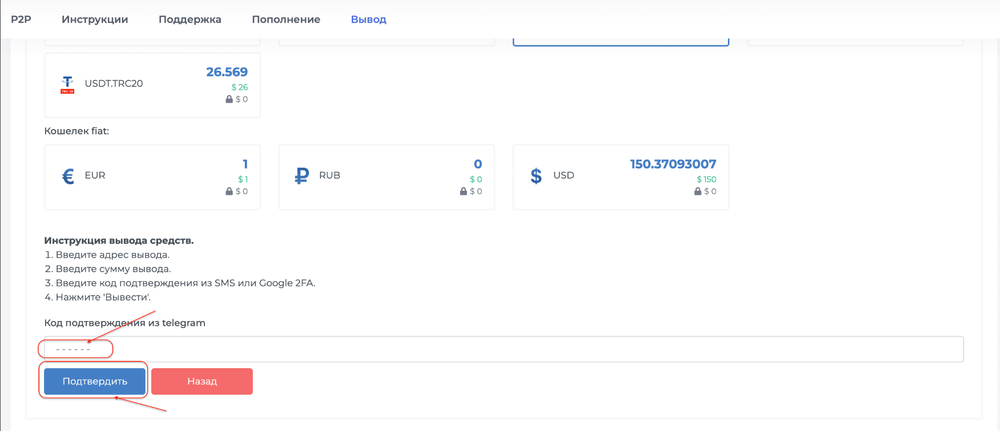 P2P Инструкции Поддержка Пополнение Вывод
26.569
USDT.TRC20
$ 26
$ 0
Кошелек fiat:
1
EUR
$ 1
$ 0
0
RUB
$ 0
$ 0
150.37093007
USD
$ 150
$ 0
Инструкция вывода средств.
1. Введите адрес вывода.
2. Введите сумму вывода.
3. Введите код подтверждения из SMS или Google 2FA.
4. Нажмите 'Вывести'.
Код подтверждения из telegram
------
Подтвердить Назад